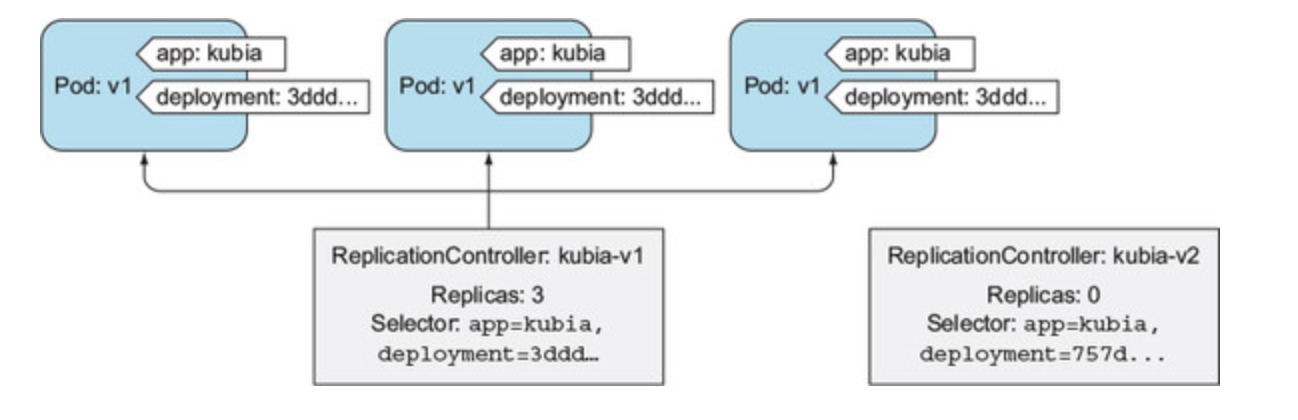 Pod: v1
app: kubia
deployment: 3ddd...
Pod: v1
app: kubia
deployment: 3ddd...
Pod: v1
app: kubia
deployment: 3ddd...
ReplicationController: kubia-v1
Replicas: 3
Selector: app=kubia,
deployment=3ddd…
ReplicationController: kubia-v2
Replicas: 0
Selector: app=kubia,
deployment=757d...